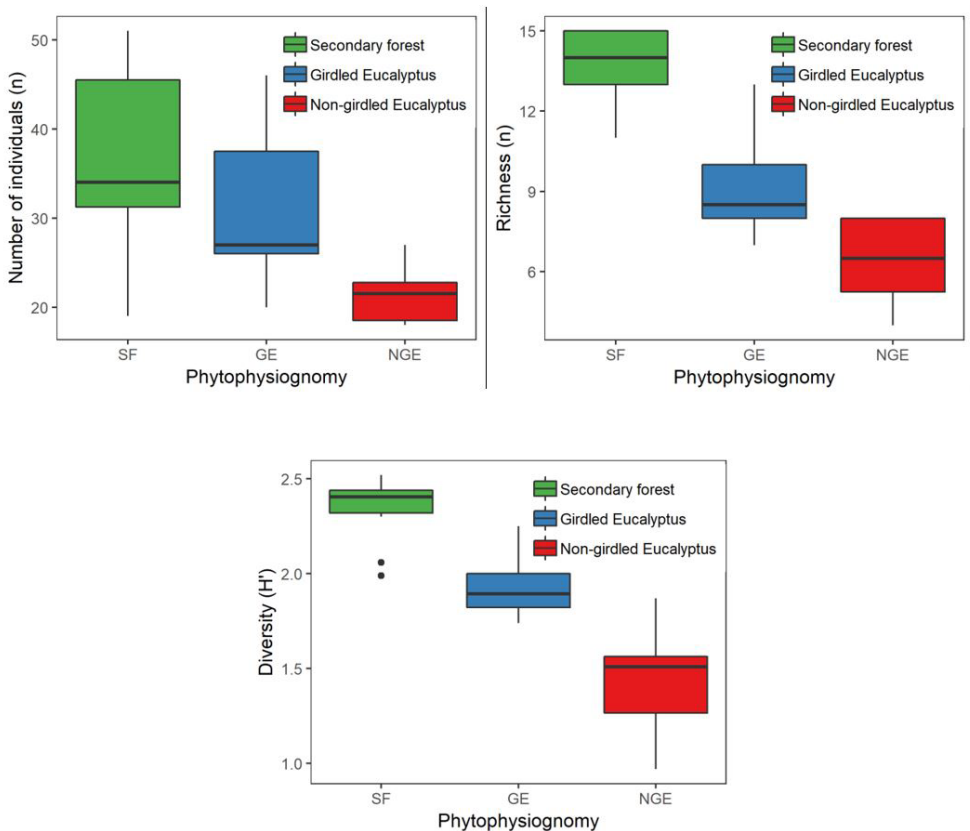 Number of individuals (n)
50
40
30
20
Secondary forest
Girdled Eucalyptus
Non-girdled Eucalyptus
SF GE NGE
Phytophysiognomy
Richness (n)
15
12
9
6
Secondary forest
Girdled Eucalyptus
Non-girdled Eucalyptus
SF GE NGE
Phytophysiognomy
Diversity (H')
2.5
2.0
1.5
1.0
Secondary forest
Girdled Eucalyptus
Non-girdled Eucalyptus
SF GE NGE
Phytophysiognomy